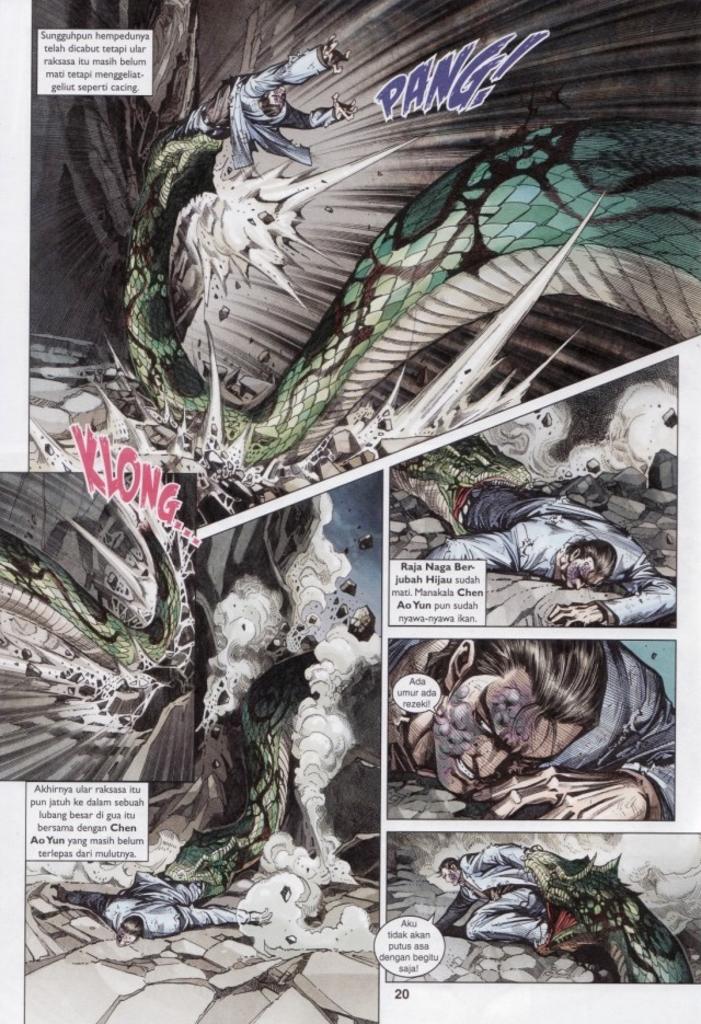 Sungguhpun hempedunya
telah dicabut tetapi ular
raksasa itu masih belum
mati tetapi menggeliat-
geliut seperti cacing.
PANG!
KLONG...
Raja Naga Ber-
jubah Hijau sudah
mati. Manakala Chen
Ao Yun pun sudah
nyawa-nyawa ikan.
Ada
umur ada
rezeki!
Akhirnya ular raksasa itu
pun jatuh ke dalam sebuah
lubang besar di gua itu
bersama dengan Chen
Ao Yun yang masih belum
terlepas dari mulutnya.
Aku
tidak akan
putus asa
dengan begitu
saja!
20